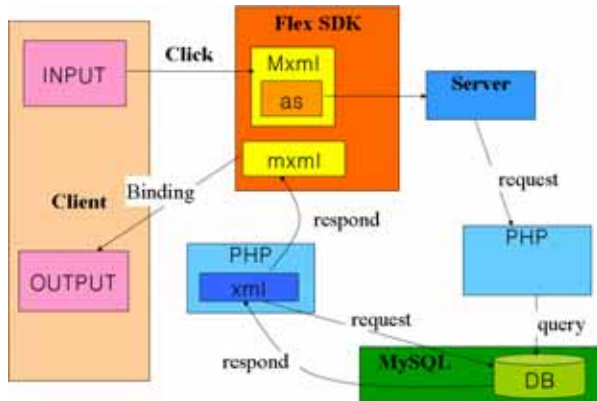 Flex SDK
INPUT
Click
Mxml
as
Server
mxml
Binding
request
Client
respond
OUTPUT
PHP
xml
PHP
request
query
respond
MySQL
DB